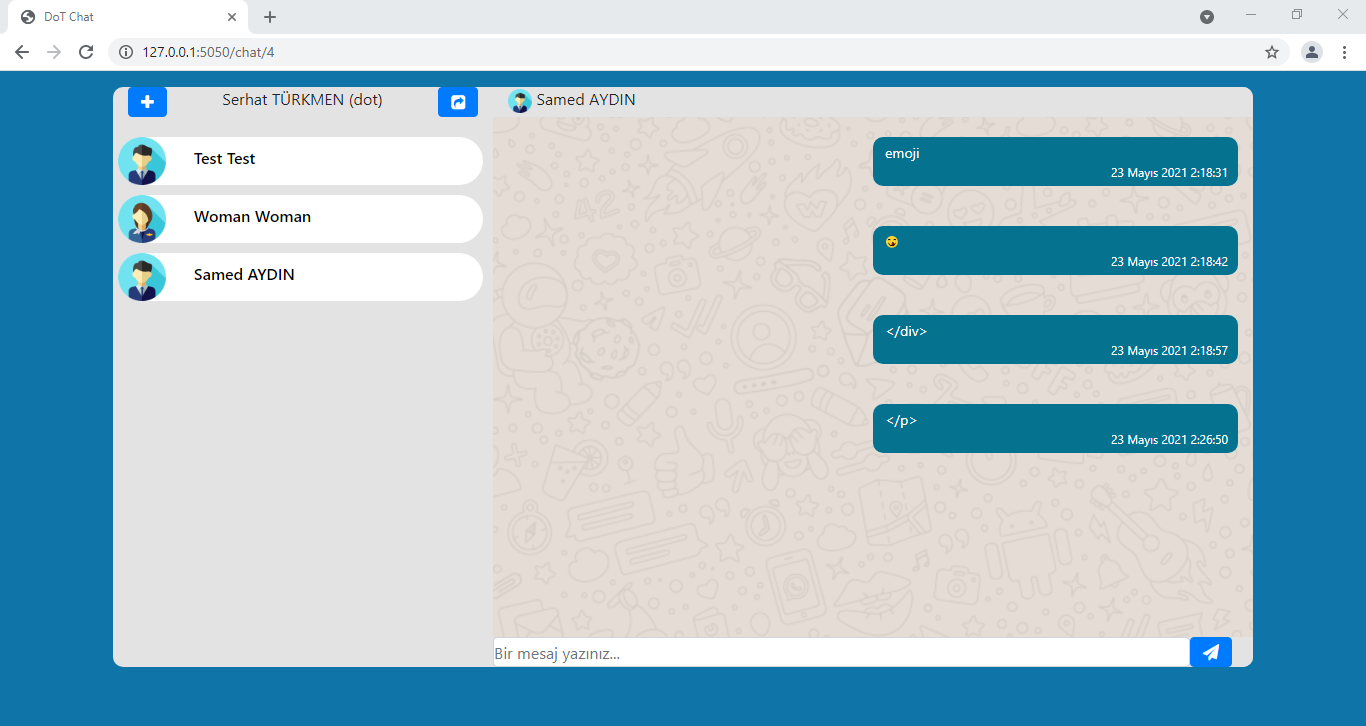 DoT Chat
127.0.0.1:5050/chat/4
Serhat TÜRKMEN (dot)
Test Test
Woman Woman
Samed AYDIN
Samed AYDIN
emoji
23 Mayıs 2021 2:18:31
23 Mayıs 2021 2:18:42
</div>
23 Mayıs 2021 2:18:57
</p>
23 Mayıs 2021 2:26:50
Bir mesaj yazınız...